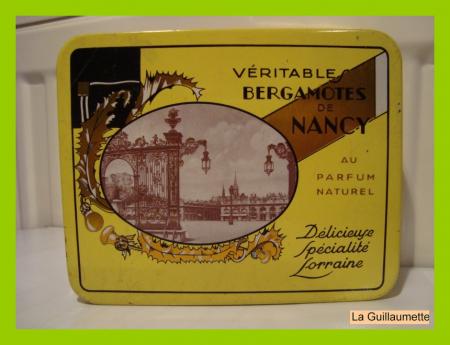 VÉRITABLES
BERGAMOTES
DE
NANCY
AU
PARFUM
NATUREL
Délicieuse
Spécialité
Lorraine
La Guillaumette